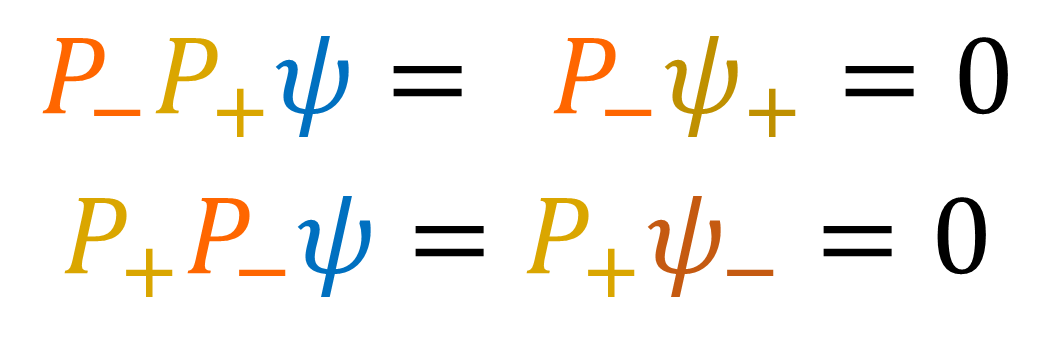 P₋P₊ψ = P₋ψ₊ = 0
P₊P₋ψ = P₊ψ₋ = 0